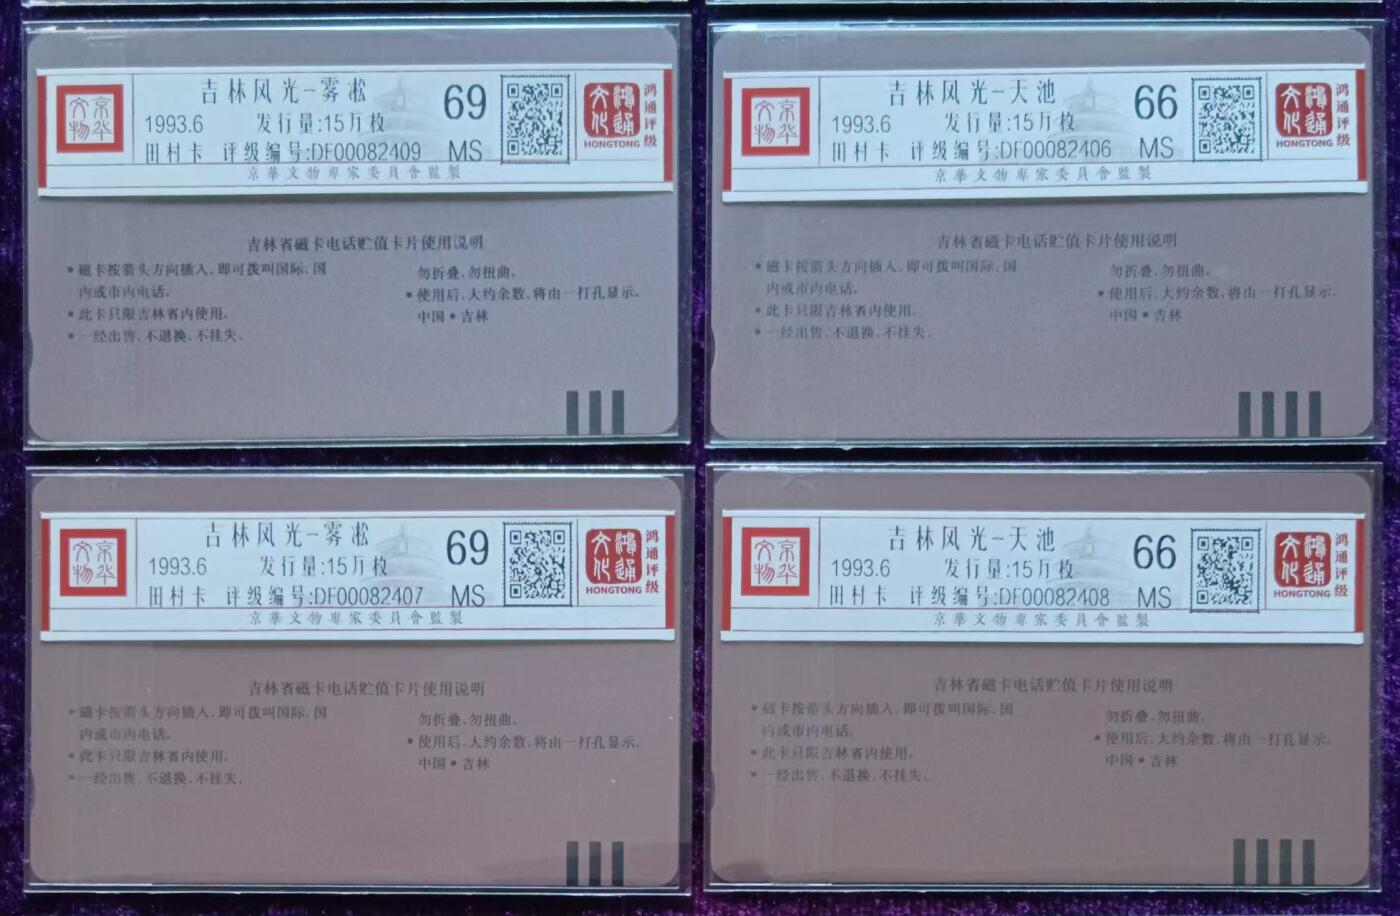 京华文物
吉林风光-雾凇
1993.6 发行量:15万枚
69
田村卡 评级编号:DF00082409 MS
京華文物專家委員會監製
鸿通文化
HONGTONG
鸿通评级
吉林省磁卡电话贮值卡片使用说明
•磁卡按箭头方向插入,即可拨叫国际、国
内或市内电话。
•此卡只限吉林省内使用。
•一经出售,不退换,不挂失。
勿折叠,勿扭曲。
•使用后,大约余数,将由一打孔显示。
中国•吉林
京华文物
吉林风光-天池
1993.6 发行量:15万枚
66
田村卡 评级编号:DF00082406 MS
京華文物專家委員會監製
鸿通文化
HONGTONG
鸿通评级
吉林省磁卡电话贮值卡片使用说明
•磁卡按箭头方向插入,即可拨叫国际、国
内或市内电话。
•此卡只限吉林省内使用。
•一经出售,不退换,不挂失。
勿折叠,勿扭曲。
•使用后,大约余数,将由一打孔显示。
中国•吉林
京华文物
吉林风光-雾凇
1993.6 发行量:15万枚
69
田村卡 评级编号:DF00082407 MS
京華文物專家委員會監製
鸿通文化
HONGTONG
鸿通评级
吉林省磁卡电话贮值卡片使用说明
•磁卡按箭头方向插入,即可拨叫国际、国
内或市内电话。
•此卡只限吉林省内使用。
•一经出售,不退换,不挂失。
勿折叠,勿扭曲。
•使用后,大约余数,将由一打孔显示。
中国•吉林
京华文物
吉林风光-天池
1993.6 发行量:15万枚
66
田村卡 评级编号:DF00082408 MS
京華文物專家委員會監製
鸿通文化
HONGTONG
鸿通评级
吉林省磁卡电话贮值卡片使用说明
•磁卡按箭头方向插入,即可拨叫国际、国
内或市内电话。
•此卡只限吉林省内使用。
•一经出售,不退换,不挂失。
勿折叠,勿扭曲。
•使用后,大约余数,将由一打孔显示。
中国•吉林